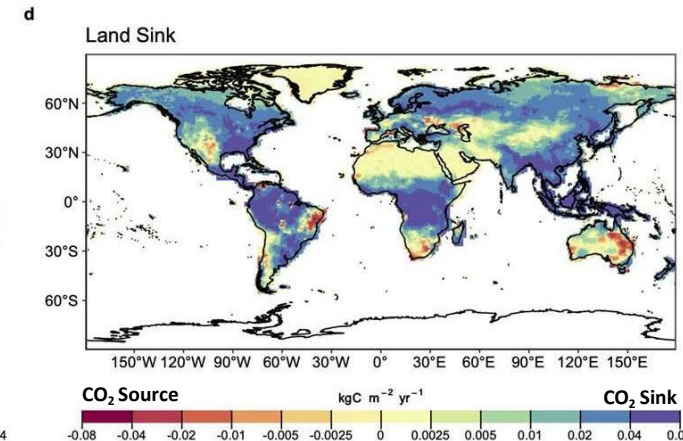 d
Land Sink
60°N
30°N
0°
30°S
60°S
150°W 120°W 90°W 60°W 30°W 0° 30°E 60°E 90°E 120°E 150°E
CO₂ Source kgC m⁻² yr⁻¹ CO₂ Sink
4 -0.08 -0.04 -0.02 -0.01 -0.005 -0.0025 0 0.0025 0.005 0.01 0.02 0.04